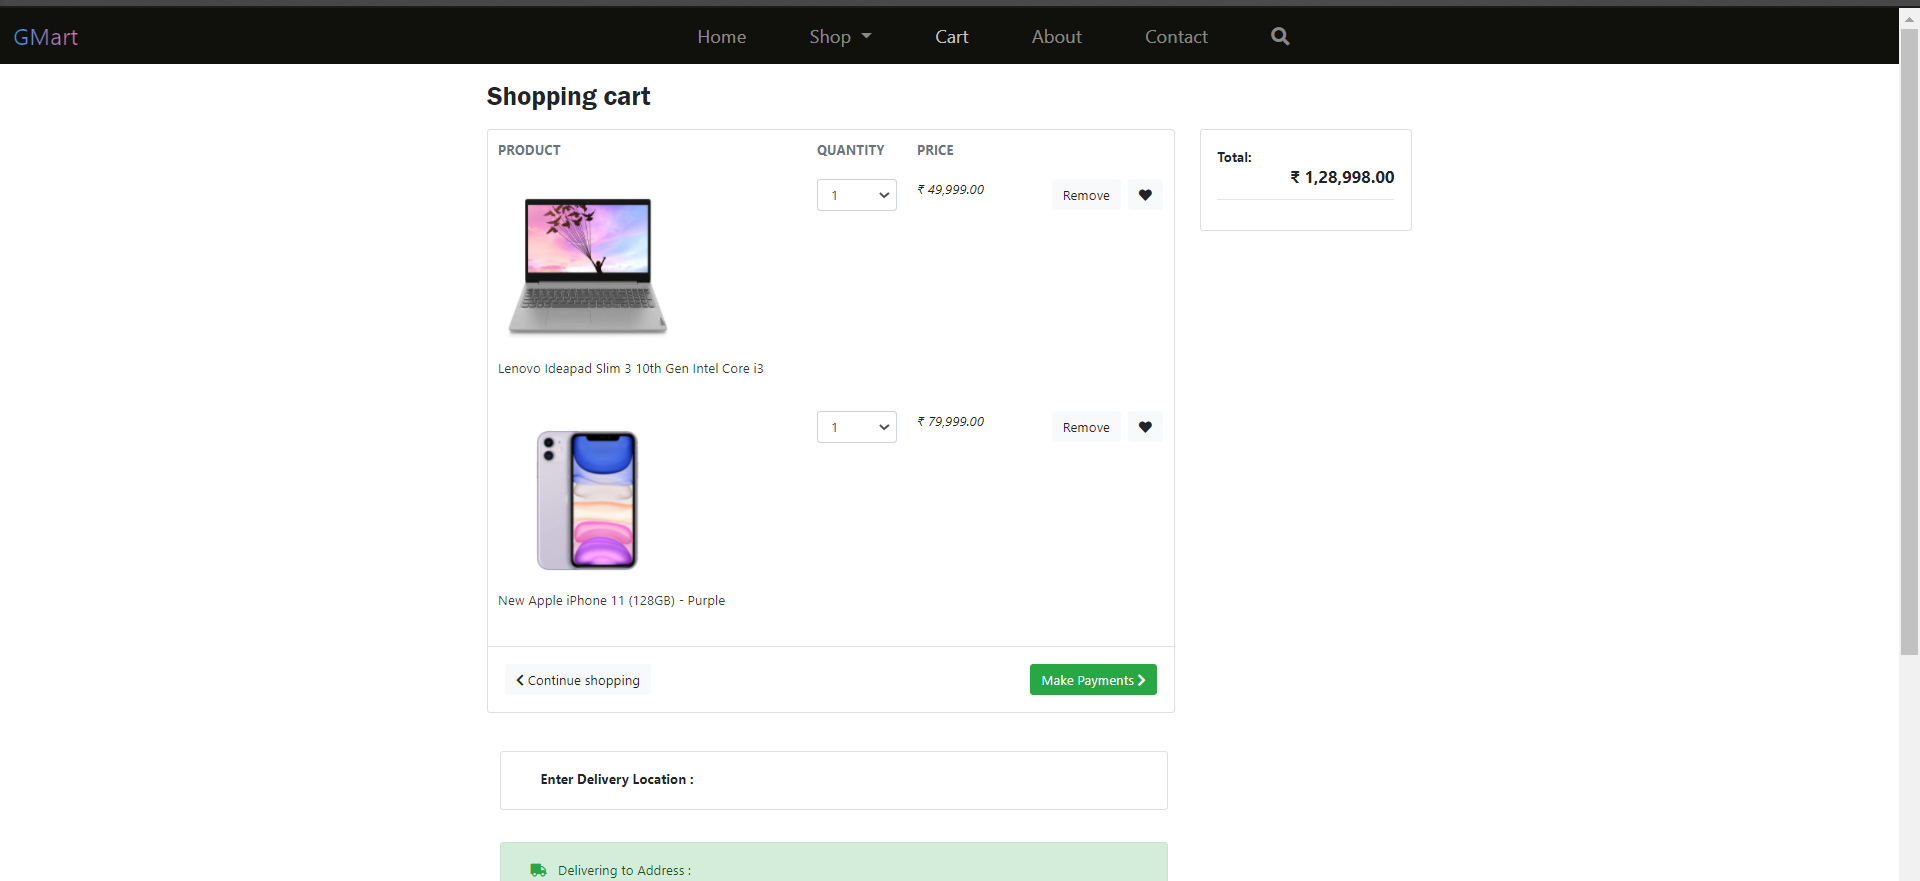 GMart
Home Shop Cart About Contact
Shopping cart
PRODUCT QUANTITY PRICE
1 ₹ 49,999.00 Remove
Lenovo Ideapad Slim 3 10th Gen Intel Core i3
1 ₹ 79,999.00 Remove
New Apple iPhone 11 (128GB) - Purple
Continue shopping Make Payments
Total:
₹ 1,28,998.00
Enter Delivery Location :
Delivering to Address :